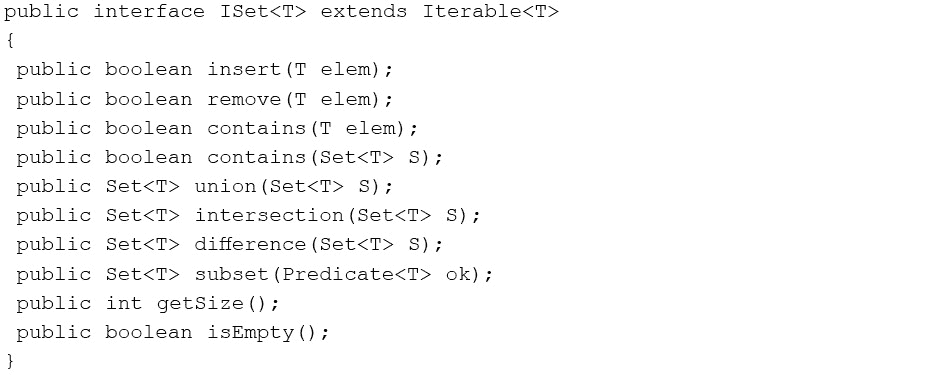 public interface ISet<T> extends Iterable<T>
{
public boolean insert(T elem);
public boolean remove(T elem);
public boolean contains(T elem);
public boolean contains(Set<T> S);
public Set<T> union(Set<T> S);
public Set<T> intersection(Set<T> S);
public Set<T> difference(Set<T> S);
public Set<T> subset(Predicate<T> ok);
public int getSize();
public boolean isEmpty();
}